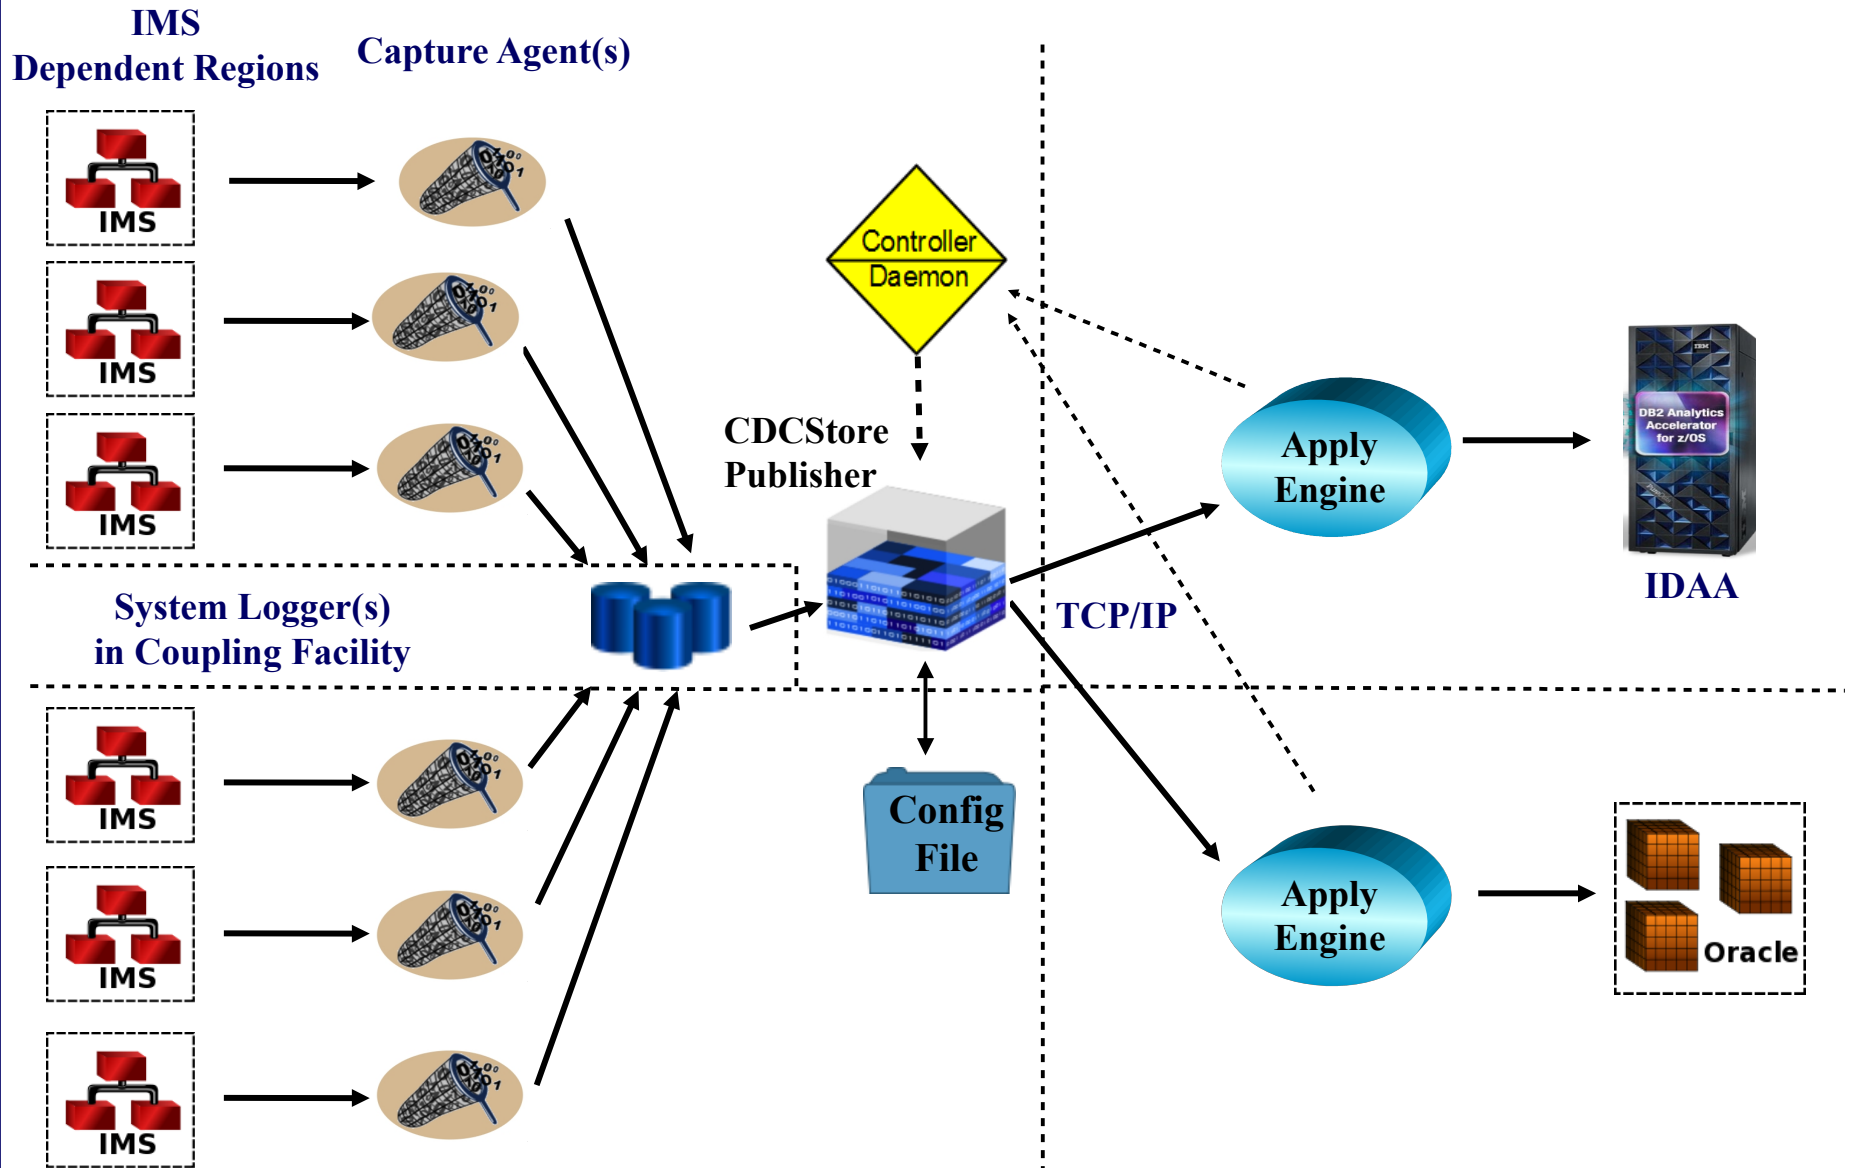 IMS
Dependent Regions
Capture Agent(s)
IMS
IMS
IMS
Controller
Daemon
CDCStore
Publisher
Apply
Engine
IBM
DB2 Analytics
Accelerator
for z/OS
IDAA
System Logger(s)
in Coupling Facility
TCP/IP
IMS
IMS
IMS
Config
File
Apply
Engine
Oracle